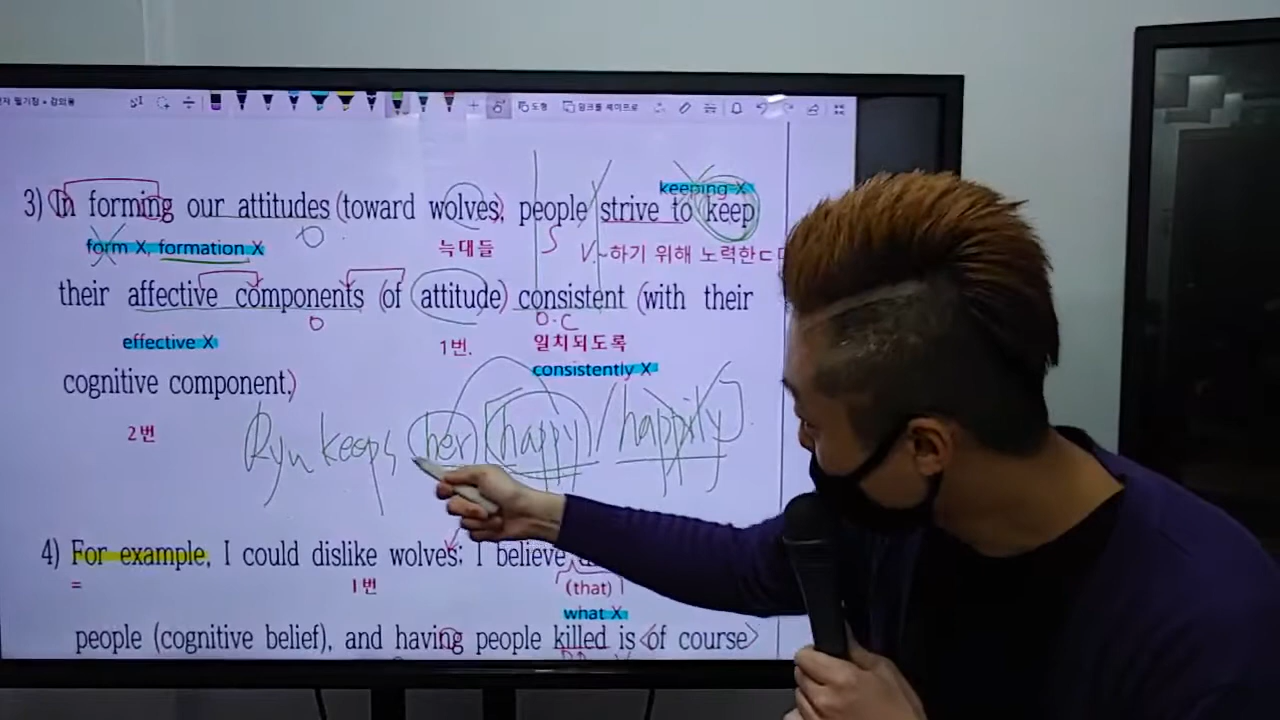 도형
3) In forming our attitudes (toward wolves), people strive to keep
keeping X
form X, formation X
늑대들
S
V.~하기 위해 노력한다
their affective components (of attitude) consistent (with their
O
O·C
effective X
1번.
일치되도록
consistently X
cognitive component.)
2번
Ryu keeps her [happy / happily].
4) For example, I could dislike wolves: I believe
=
1번
(that)
what X
people (cognitive belief), and having people killed is <of course>